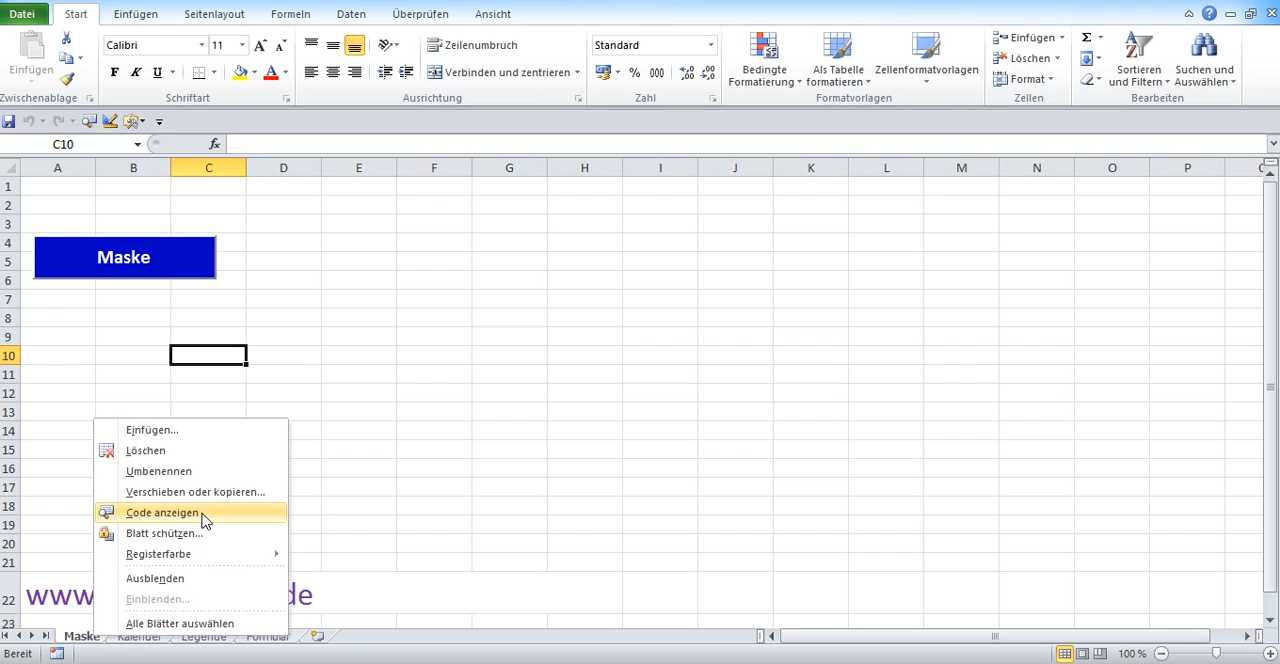 Datei Start Einfügen Seitenlayout Formeln Daten Überprüfen Ansicht
Einfügen
Zwischenablage
Calibri 11
F K U
Schriftart
Zeilenumbruch
Verbinden und zentrieren
Ausrichtung
Standard
% 000
Zahl
Bedingte Formatierung
Als Tabelle formatieren
Zellenformatvorlagen
Formatvorlagen
Einfügen
Löschen
Format
Zellen
Sortieren und Filtern
Suchen und Auswählen
Bearbeiten
C10 fx
A B C D E F G H I J K L M N O P
1
2
3
4
5
6
7
8
9
10
11
12
13
14
15
16
17
18
19
20
21
22
23
Maske
Einfügen...
Löschen
Umbenennen
Verschieben oder kopieren...
Code anzeigen
Blatt schützen...
Registerfarbe
Ausblenden
Einblenden...
Alle Blätter auswählen
www de
Maske Kalender Legende Formular
Bereit 100 %